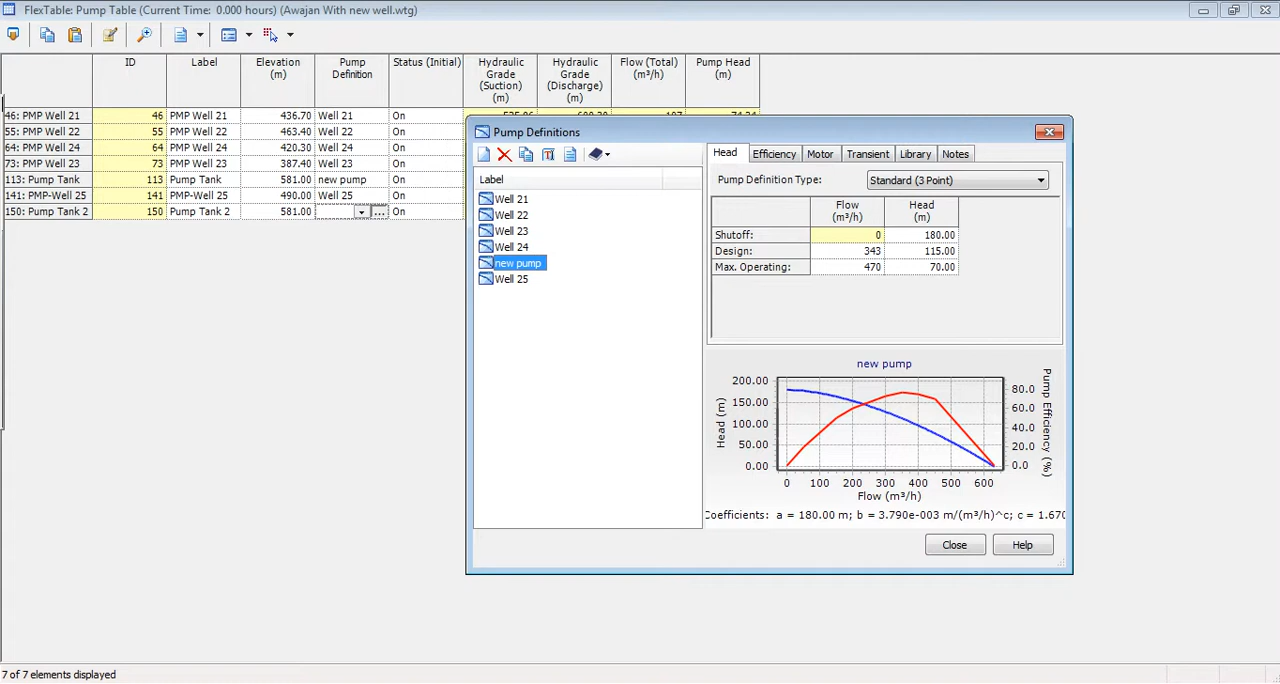 FlexTable: Pump Table (Current Time: 0.000 hours) (Awajan With new well.wtg)
ID Label Elevation (m) Pump Definition Status (Initial) Hydraulic Grade (Suction) (m) Hydraulic Grade (Discharge) (m) Flow (Total) (m³/h) Pump Head (m)
46: PMP Well 21 46 PMP Well 21 436.70 Well 21 On
55: PMP Well 22 55 PMP Well 22 463.40 Well 22 On
64: PMP Well 24 64 PMP Well 24 420.30 Well 24 On
73: PMP Well 23 73 PMP Well 23 387.40 Well 23 On
113: Pump Tank 113 Pump Tank 581.00 new pump On
141: PMP-Well 25 141 PMP-Well 25 490.00 Well 25 On
150: Pump Tank 2 150 Pump Tank 2 581.00 ... On
Pump Definitions
Label
Well 21
Well 22
Well 23
Well 24
new pump
Well 25
Head Efficiency Motor Transient Library Notes
Pump Definition Type: Standard (3 Point)
Flow (m³/h) Head (m)
Shutoff: 0 180.00
Design: 343 115.00
Max. Operating: 470 70.00
new pump
Head (m)
200.00
150.00
100.00
50.00
0.00
80.0
60.0
40.0
20.0
0.0
Pump Efficiency (%)
0 100 200 300 400 500 600
Flow (m³/h)
Coefficients: a = 180.00 m; b = 3.790e-003 m/(m³/h)^c; c = 1.670
Close Help
7 of 7 elements displayed